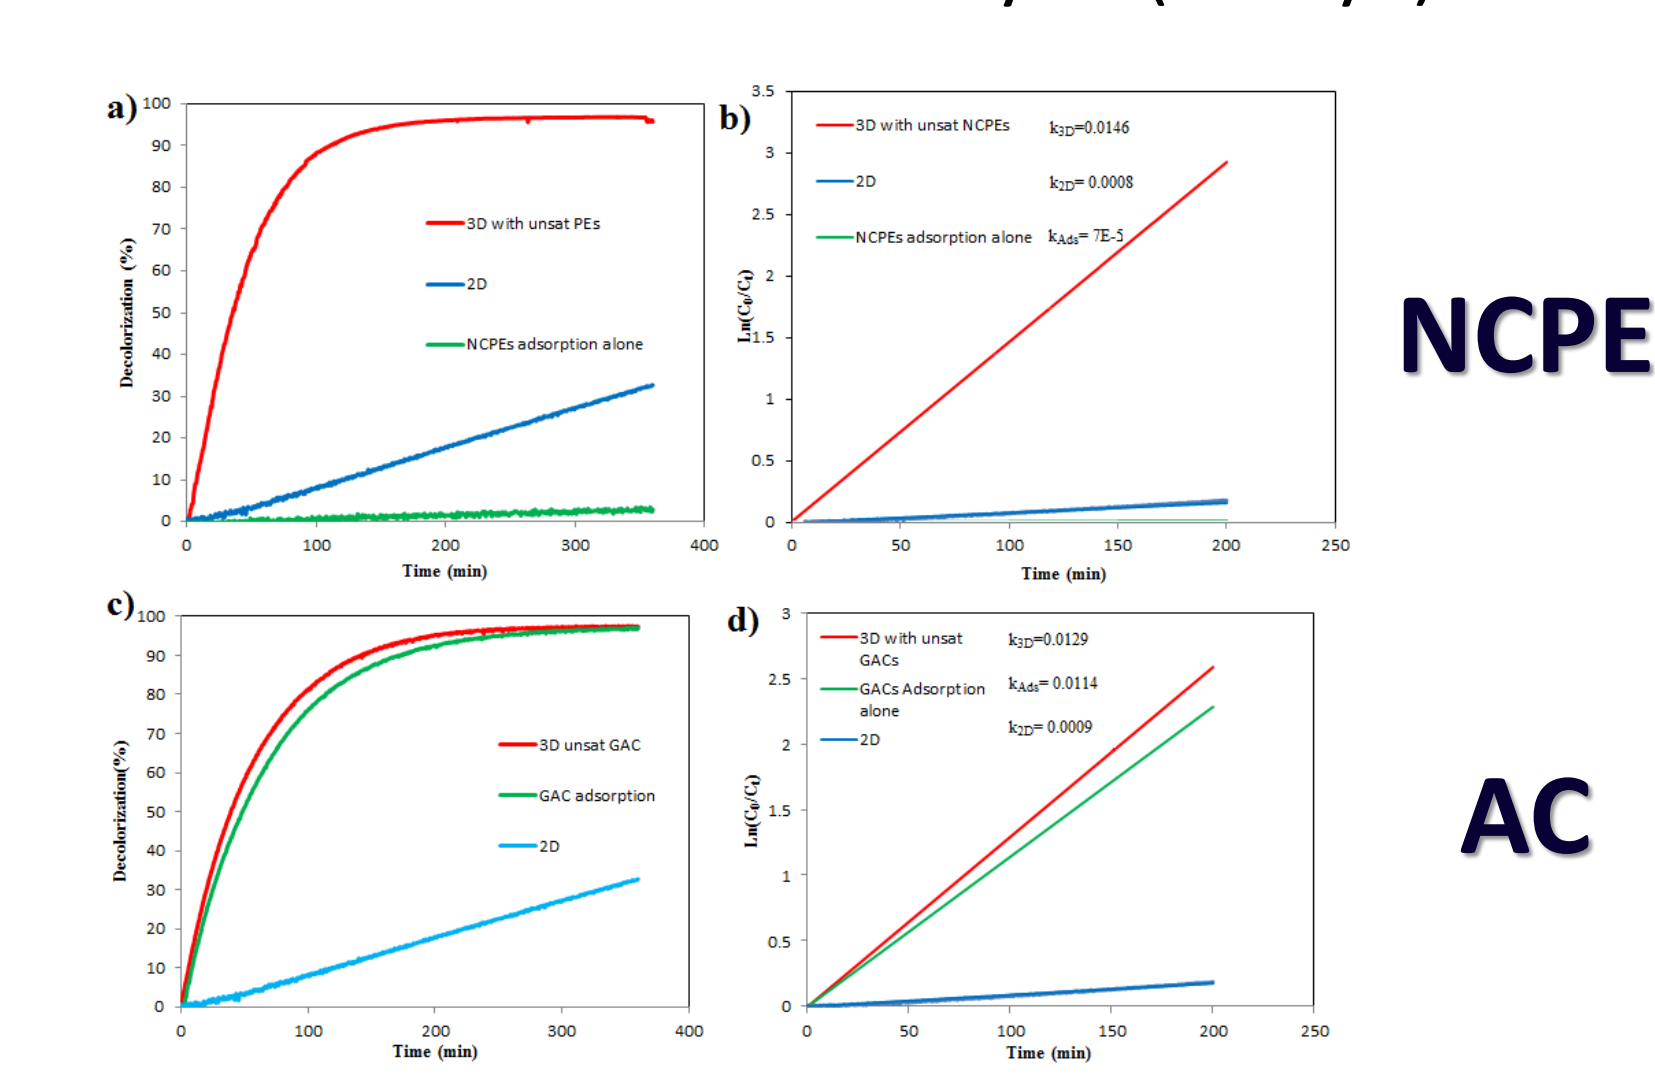 a)
100
90
80
70
60
50
40
30
20
10
0
Decolorization (%)
3D with unsat PEs
2D
NCPEs adsorption alone
0 100 200 300 400
Time (min)
b)
3.5
3
2.5
2
1.5
1
0.5
0
Ln(C0/Ct)
3D with unsat NCPEs k3D=0.0146
2D k2D= 0.0008
NCPEs adsorption alone kAds= 7E-5
0 50 100 150 200 250
Time (min)
NCPE
c)
100
90
80
70
60
50
40
30
20
10
0
Decolorization(%)
3D unsat GAC
GAC adsorption
2D
0 100 200 300 400
Time (min)
d)
3
2.5
2
1.5
1
0.5
0
Ln(C0/Ct)
3D with unsat k3D=0.0129
GACs
GACs Adsorption kAds= 0.0114
alone
2D k2D= 0.0009
0 50 100 150 200 250
Time (min)
AC